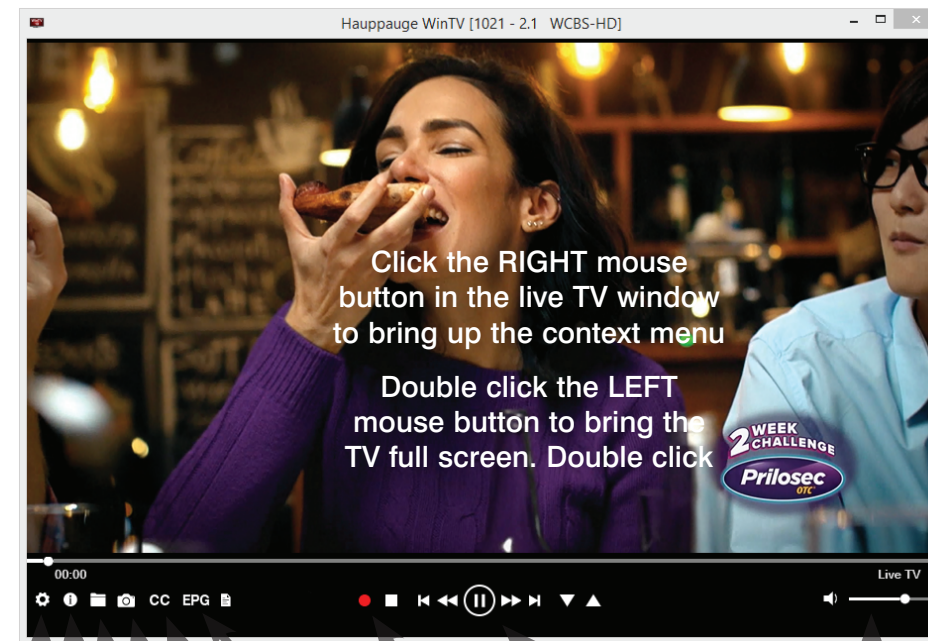 Hauppauge WinTV [1021 - 2.1 WCBS-HD]
Click the RIGHT mouse
button in the live TV window
to bring up the context menu
Double click the LEFT
mouse button to bring the
TV full screen. Double click
2 WEEK
CHALLENGE
Prilosec
OTC
00:00
Live TV
CC EPG